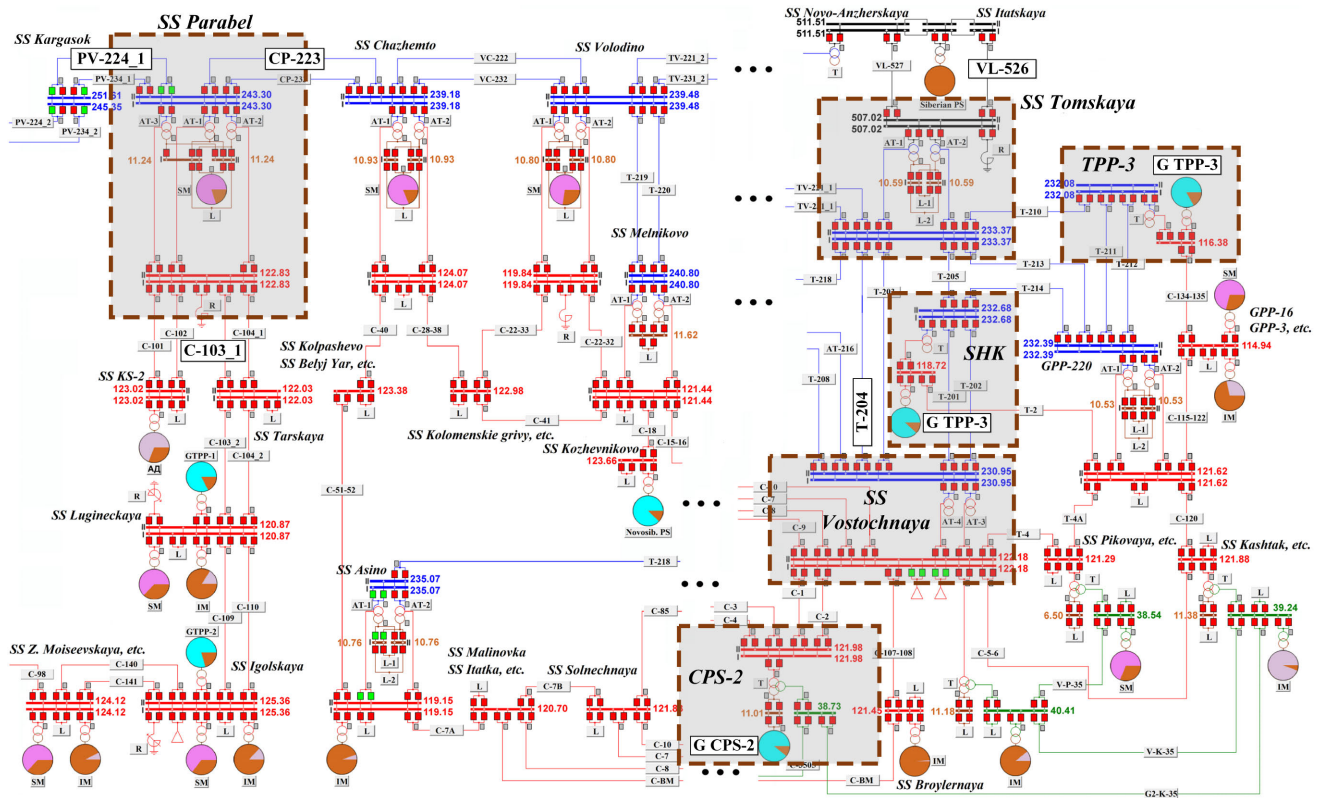 SS Parabel
SS Novo-Anzherskaya
SS Itatskaya
511.51
511.51
SS Kargasok
PV-224_1
CP-223
SS Chazhemto
VC-222
SS Volodino
TV-221_2
PV-234_1
CP-23
VC-232
TV-231_2
T
VL-527
VL-526
251.61
245.35
243.30
243.30
239.18
239.18
239.48
239.48
Siberian PS
SS Tomskaya
PV-224_2
PV-234_2
AT-3
AT-1
AT-2
AT-1
AT-2
AT-1
AT-2
507.02
507.02
R
AT-1
AT-2
TPP-3
G TPP-3
11.24
11.24
10.93
10.93
10.80
10.80
T-219
T-220
10.59
10.59
232.08
232.08
SM
SM
SM
L
L
L
L-1
L-2
T-210
T
116.38
SS Melnikovo
233.37
233.37
T-211
T-212
T-213
122.83
122.83
124.07
124.07
119.84
119.84
240.80
240.80
T-218
T-205
T-214
SM
R
L
R
AT-1
AT-2
11.62
L
232.68
232.68
C-134-135
GPP-16
GPP-3, etc.
C-101
C-102
C-104_1
C-103_1
C-40
C-28-38
C-22-33
C-22-32
AT-216
T-208
T
SHK
232.39
232.39
GPP-220
114.94
L
SS Kolpashevo
SS Belyj Yar, etc.
118.72
AT-1
AT-2
SS KS-2
123.02
123.02
122.03
122.03
123.38
122.98
121.44
121.44
T-204
T-202
T-201
10.53
10.53
IM
L
L
L
L
L
C-41
SS Kolomenskie grivy, etc.
C-18
C-15-16
G TPP-3
T-2
L-1
L-2
C-115-122
SS Tarskaya
C-103_2
C-104_2
SS Kozhevnikovo
123.66
L
АД
GTPP-1
230.95
230.95
121.62
121.62
R
C-51-52
Novosib. PS
C-10
C-7
C-8
C-9
SS
Vostochnaya
AT-4
AT-3
L
T-4A
C-120
SS Lugineckaya
120.87
120.87
L
T-4
SS Pikovaya, etc.
SS Kashtak, etc.
121.29
121.88
122.18
122.18
SM
IM
SS Asino
T-218
235.07
235.07
AT-1
AT-2
C-109
C-110
C-85
C-3
C-4
C-1
C-2
L
T
L
L
T
L
6.50
38.54
11.38
39.24
GTPP-2
10.76
10.76
L-1
L-2
121.98
121.98
C-107-108
C-5-6
SS Z. Moiseevskaya, etc.
C-140
C-98
C-141
SS Igolskaya
SS Malinovka
SS Itatka, etc.
SS Solnechnaya
CPS-2
T
T
V-P-35
SM
IM
124.12
124.12
125.36
125.36
119.15
119.15
120.70
C-7B
L
11.01
38.73
121.45
L
11.18
40.41
L
R
L
L
C-7A
L
C-10
C-7
C-8
C-BM
G CPS-2
C-BM
L
L
V-K-35
SM
IM
SM
IM
IM
IM
SS Broylernaya
IM
G2-K-35